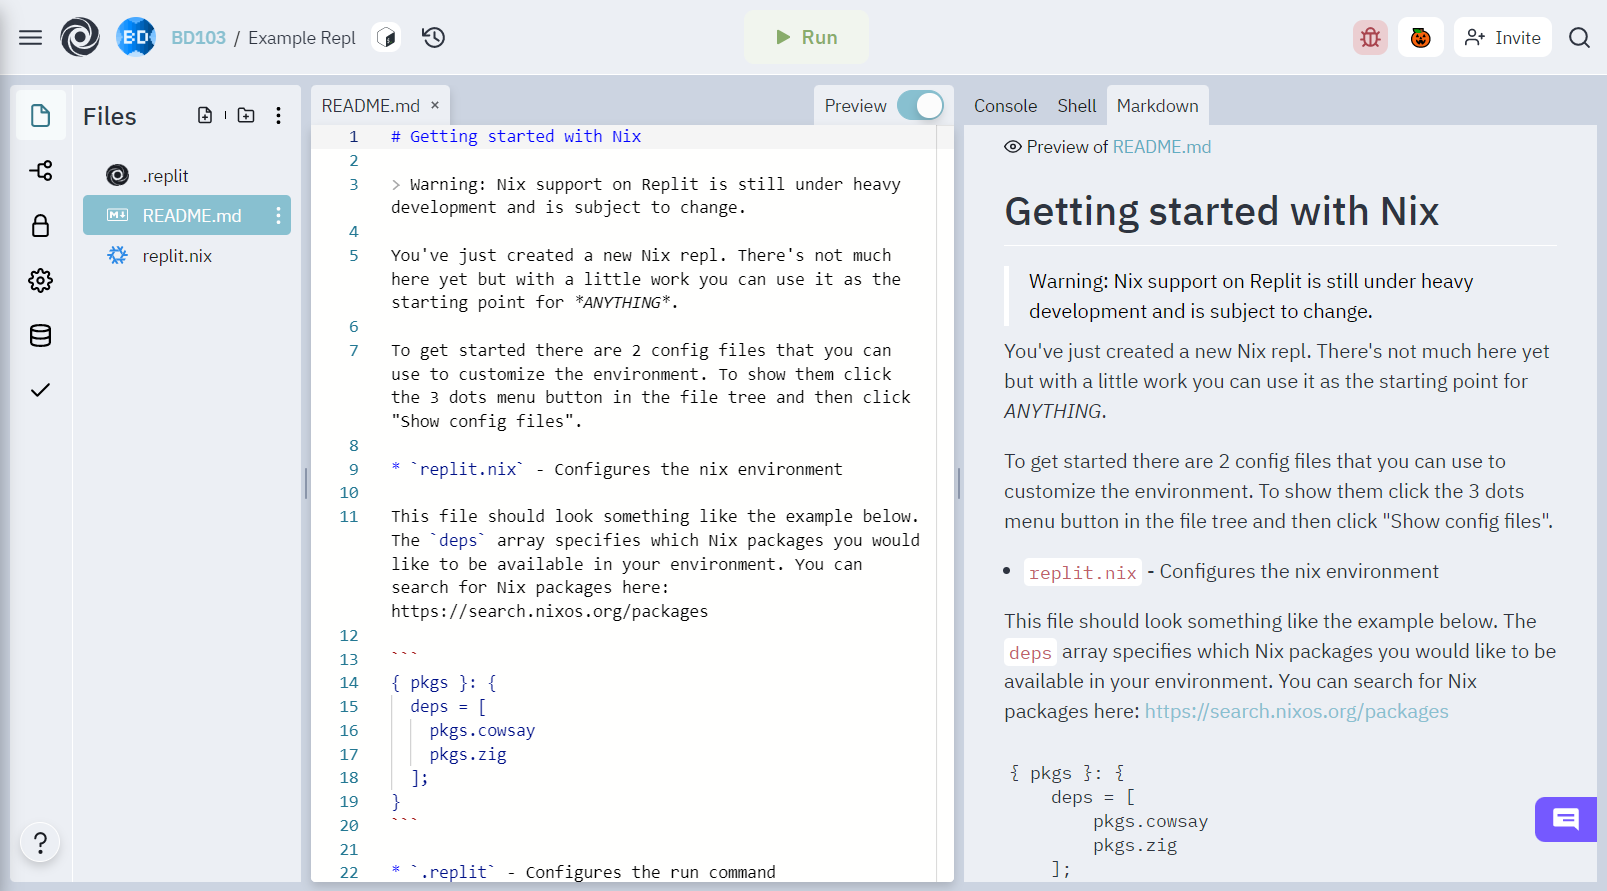 BD BD103 / Example Repl Run Invite
Files
.replit
README.md
replit.nix
?
README.md × Preview
1 # Getting started with Nix
2
3 > Warning: Nix support on Replit is still under heavy
development and is subject to change.
4
5 You've just created a new Nix repl. There's not much
here yet but with a little work you can use it as the
starting point for *ANYTHING*.
6
7 To get started there are 2 config files that you can
use to customize the environment. To show them click
the 3 dots menu button in the file tree and then click
"Show config files".
8
9 * `replit.nix` - Configures the nix environment
10
11 This file should look something like the example below.
The `deps` array specifies which Nix packages you would
like to be available in your environment. You can
search for Nix packages here:
https://search.nixos.org/packages
12
13 ```
14 { pkgs }: {
15 deps = [
16 pkgs.cowsay
17 pkgs.zig
18 ];
19 }
20 ```
21
22 * `.replit` - Configures the run command
Console Shell Markdown
Preview of README.md
Getting started with Nix
Warning: Nix support on Replit is still under heavy
development and is subject to change.
You've just created a new Nix repl. There's not much here yet
but with a little work you can use it as the starting point for
ANYTHING.
To get started there are 2 config files that you can use to
customize the environment. To show them click the 3 dots
menu button in the file tree and then click "Show config files".
• replit.nix - Configures the nix environment
This file should look something like the example below. The
deps array specifies which Nix packages you would like to be
available in your environment. You can search for Nix
packages here: https://search.nixos.org/packages
{ pkgs }: {
deps = [
pkgs.cowsay
pkgs.zig
];